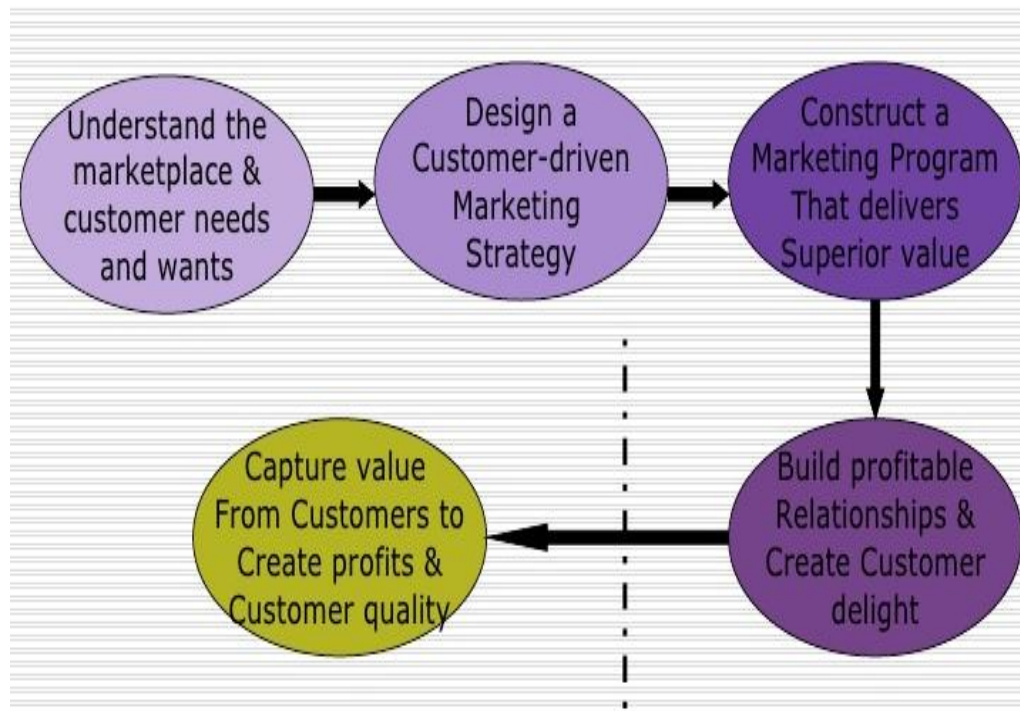 Understand the
marketplace &
customer needs
and wants
Design a
Customer-driven
Marketing
Strategy
Construct a
Marketing Program
That delivers
Superior value
Build profitable
Relationships &
Create Customer
delight
Capture value
From Customers to
Create profits &
Customer quality